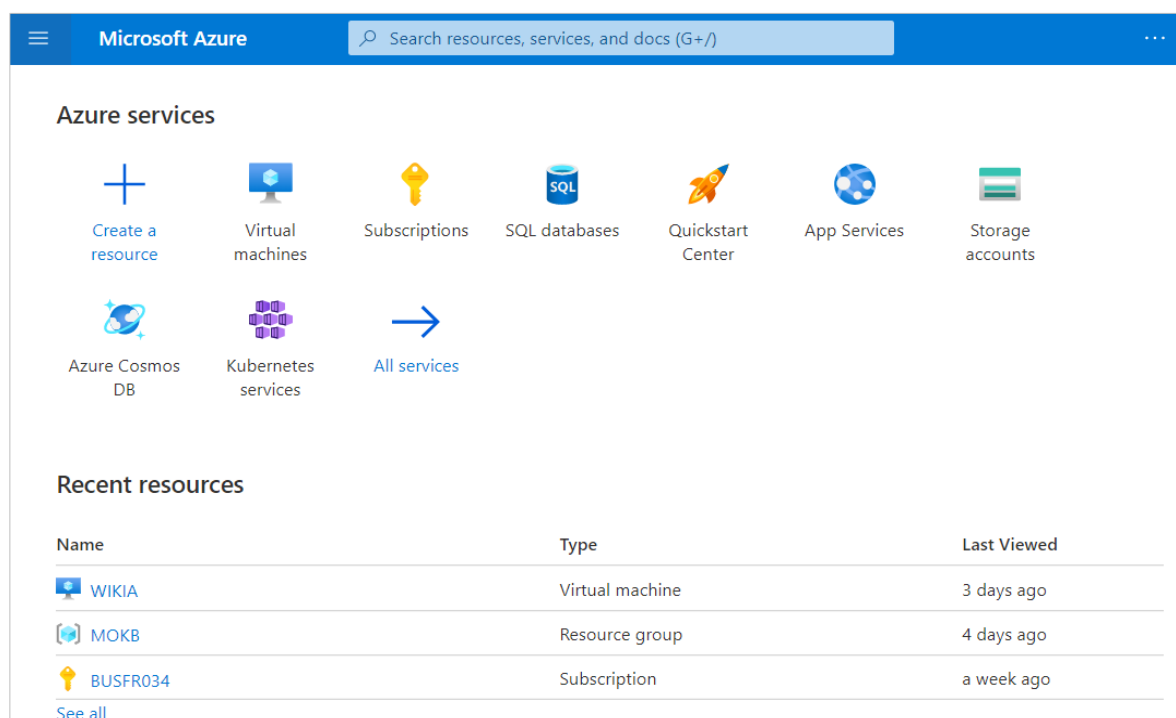 Microsoft Azure
Search resources, services, and docs (G+/)
...
Azure services
Create a
resource
Virtual
machines
Subscriptions
SQL
SQL databases
Quickstart
Center
App Services
Storage
accounts
Azure Cosmos
DB
Kubernetes
services
All services
Recent resources
Name Type Last Viewed
WIKIA Virtual machine 3 days ago
MOKB Resource group 4 days ago
BUSFR034 Subscription a week ago
See all